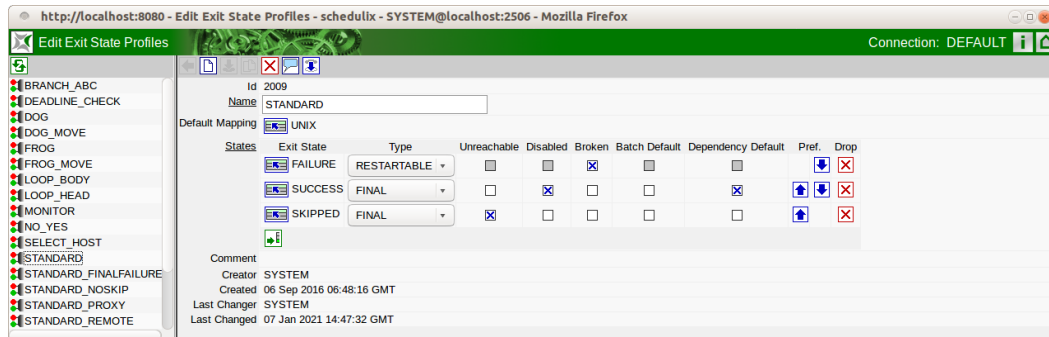 http://localhost:8080 - Edit Exit State Profiles - schedulix - SYSTEM@localhost:2506 - Mozilla Firefox
Edit Exit State Profiles
Connection: DEFAULT
BRANCH_ABC
DEADLINE_CHECK
DOG
DOG_MOVE
FROG
FROG_MOVE
LOOP_BODY
LOOP_HEAD
MONITOR
NO_YES
SELECT_HOST
STANDARD
STANDARD_FINALFAILURE
STANDARD_NOSKIP
STANDARD_PROXY
STANDARD_REMOTE
Id 2009
Name STANDARD
Default Mapping UNIX
States Exit State Type Unreachable Disabled Broken Batch Default Dependency Default Pref. Drop
FAILURE RESTARTABLE
SUCCESS FINAL
SKIPPED FINAL
Comment
Creator SYSTEM
Created 06 Sep 2016 06:48:16 GMT
Last Changer SYSTEM
Last Changed 07 Jan 2021 14:47:32 GMT